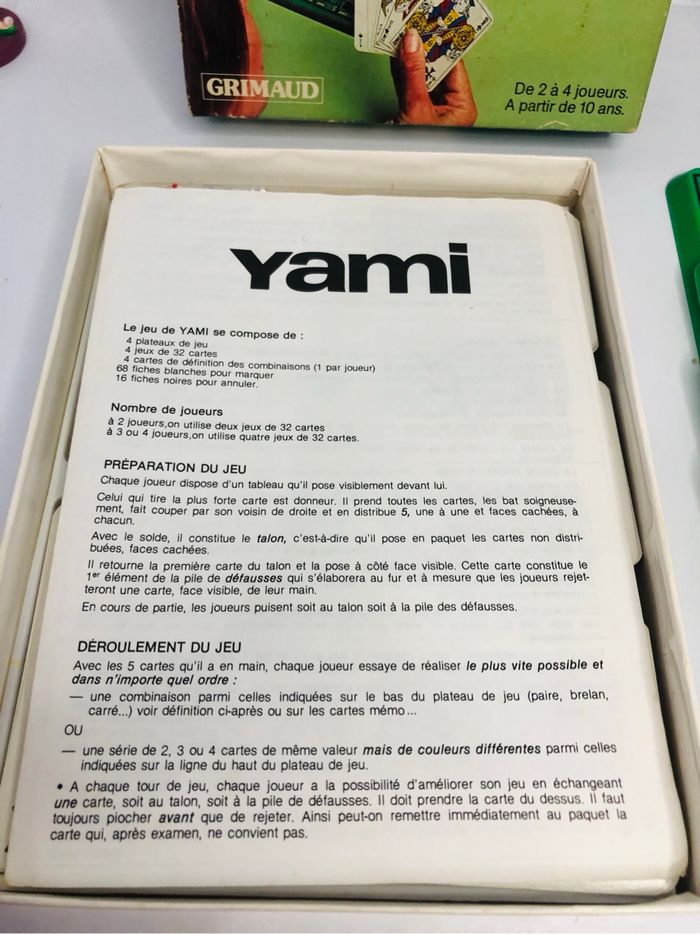 GRIMAUD
De 2 à 4 joueurs.
A partir de 10 ans.
Yami
Le jeu de YAMI se compose de :
4 plateaux de jeu
4 jeux de 32 cartes
4 cartes de définition des combinaisons (1 par joueur)
68 fiches blanches pour marquer
16 fiches noires pour annuler.
Nombre de joueurs
à 2 joueurs,on utilise deux jeux de 32 cartes
à 3 ou 4 joueurs,on utilise quatre jeux de 32 cartes.
PRÉPARATION DU JEU
Chaque joueur dispose d'un tableau qu'il pose visiblement devant lui.
Celui qui tire la plus forte carte est donneur. Il prend toutes les cartes, les bat soigneuse-
ment, fait couper par son voisin de droite et en distribue 5, une à une et faces cachées, à
chacun.
Avec le solde, il constitue le talon, c'est-à-dire qu'il pose en paquet les cartes non distri-
buées, faces cachées.
Il retourne la première carte du talon et la pose à côté face visible. Cette carte constitue le
1er élément de la pile de défausses qui s'élaborera au fur et à mesure que les joueurs rejet-
teront une carte, face visible, de leur main.
En cours de partie, les joueurs puisent soit au talon soit à la pile des défausses.
DÉROULEMENT DU JEU
Avec les 5 cartes qu'il a en main, chaque joueur essaye de réaliser le plus vite possible et
dans n'importe quel ordre :
— une combinaison parmi celles indiquées sur le bas du plateau de jeu (paire, brelan,
carré...) voir définition ci-après ou sur les cartes mémo ...
OU
— une série de 2, 3 ou 4 cartes de même valeur mais de couleurs différentes parmi celles
indiquées sur la ligne du haut du plateau de jeu.
• A chaque tour de jeu, chaque joueur a la possibilité d'améliorer son jeu en échangeant
une carte, soit au talon, soit à la pile de défausses. Il doit prendre la carte du dessus. Il faut
toujours piocher avant que de rejeter. Ainsi peut-on remettre immédiatement au paquet la
carte qui, après examen, ne convient pas.